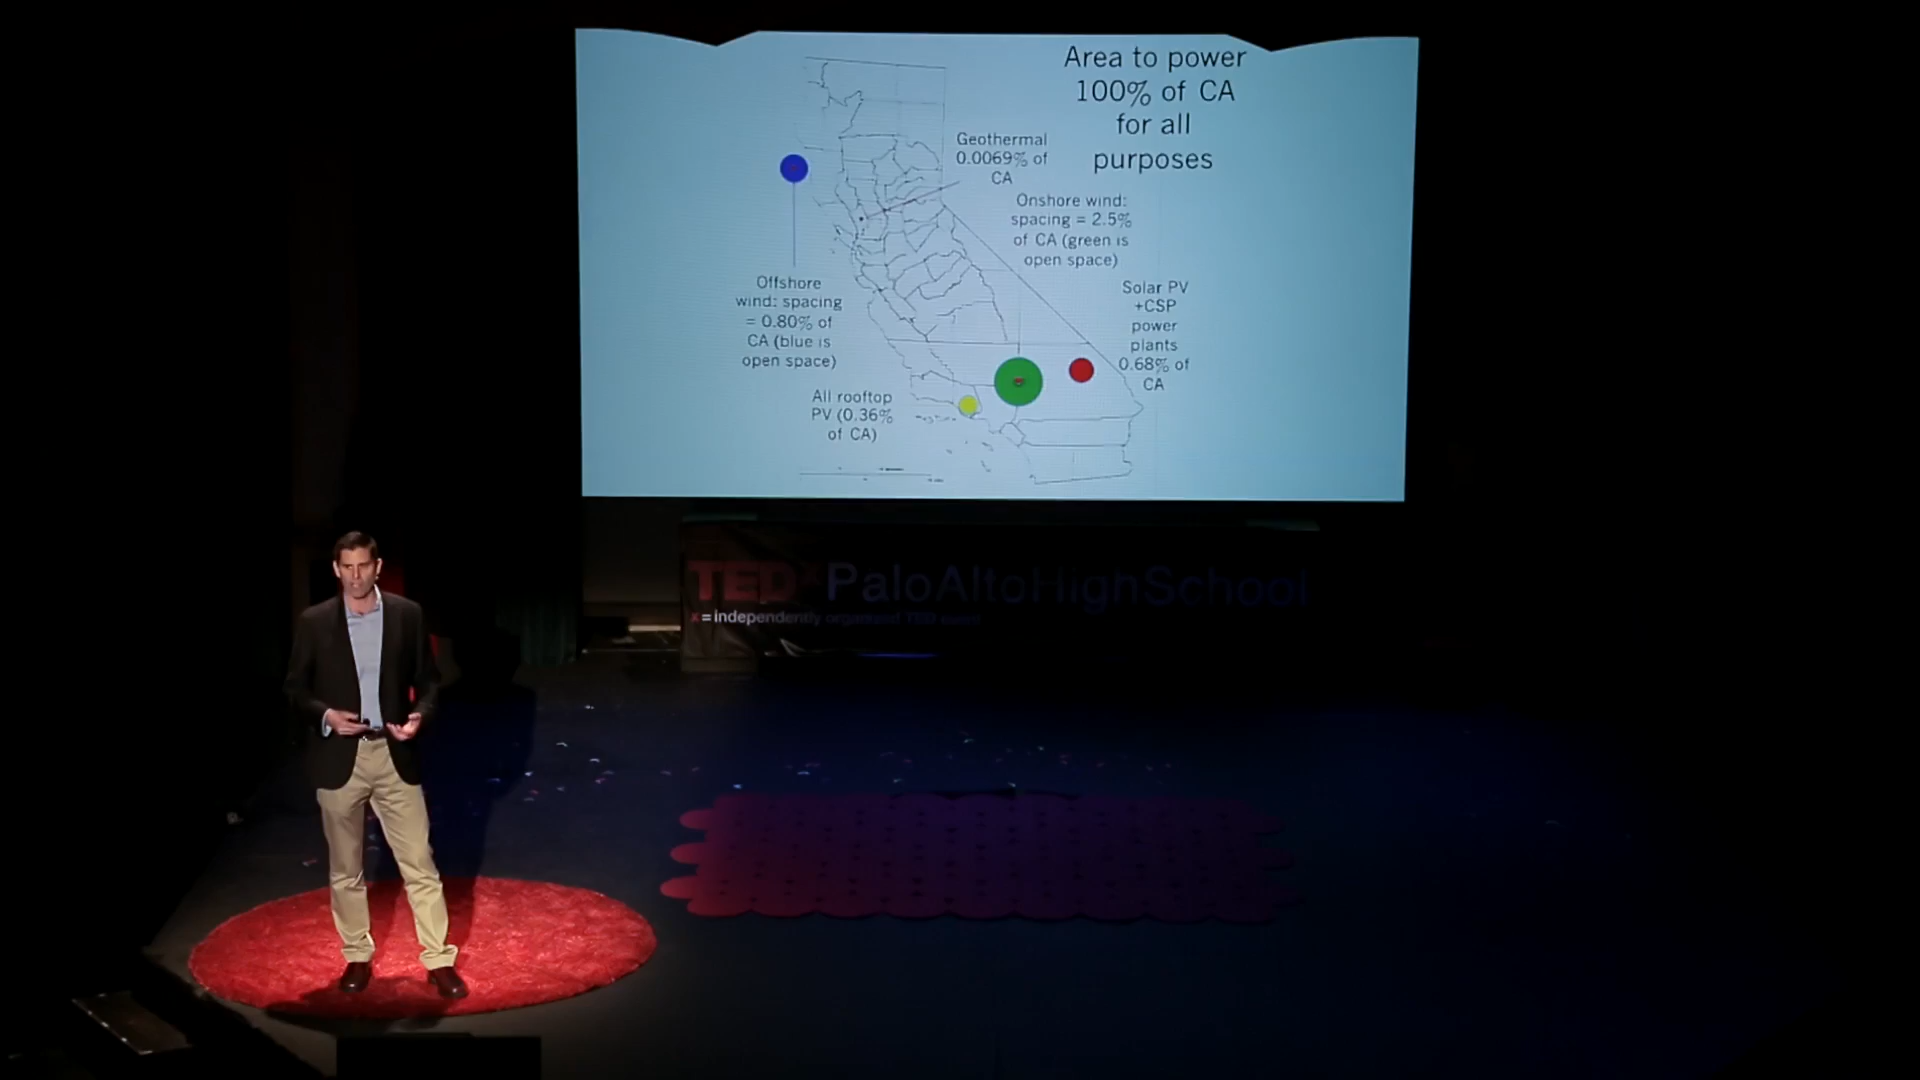 Area to power
100% of CA
for all
purposes
Geothermal
0.0069% of
CA
Onshore wind:
spacing = 2.5%
of CA (green is
open space)
Offshore
wind: spacing
= 0.80% of
CA (blue is
open space)
Solar PV
+CSP
power
plants
0.68% of
CA
All rooftop
PV (0.36%
of CA)
TEDxPaloAltoHighSchool
x=independently organized TED event